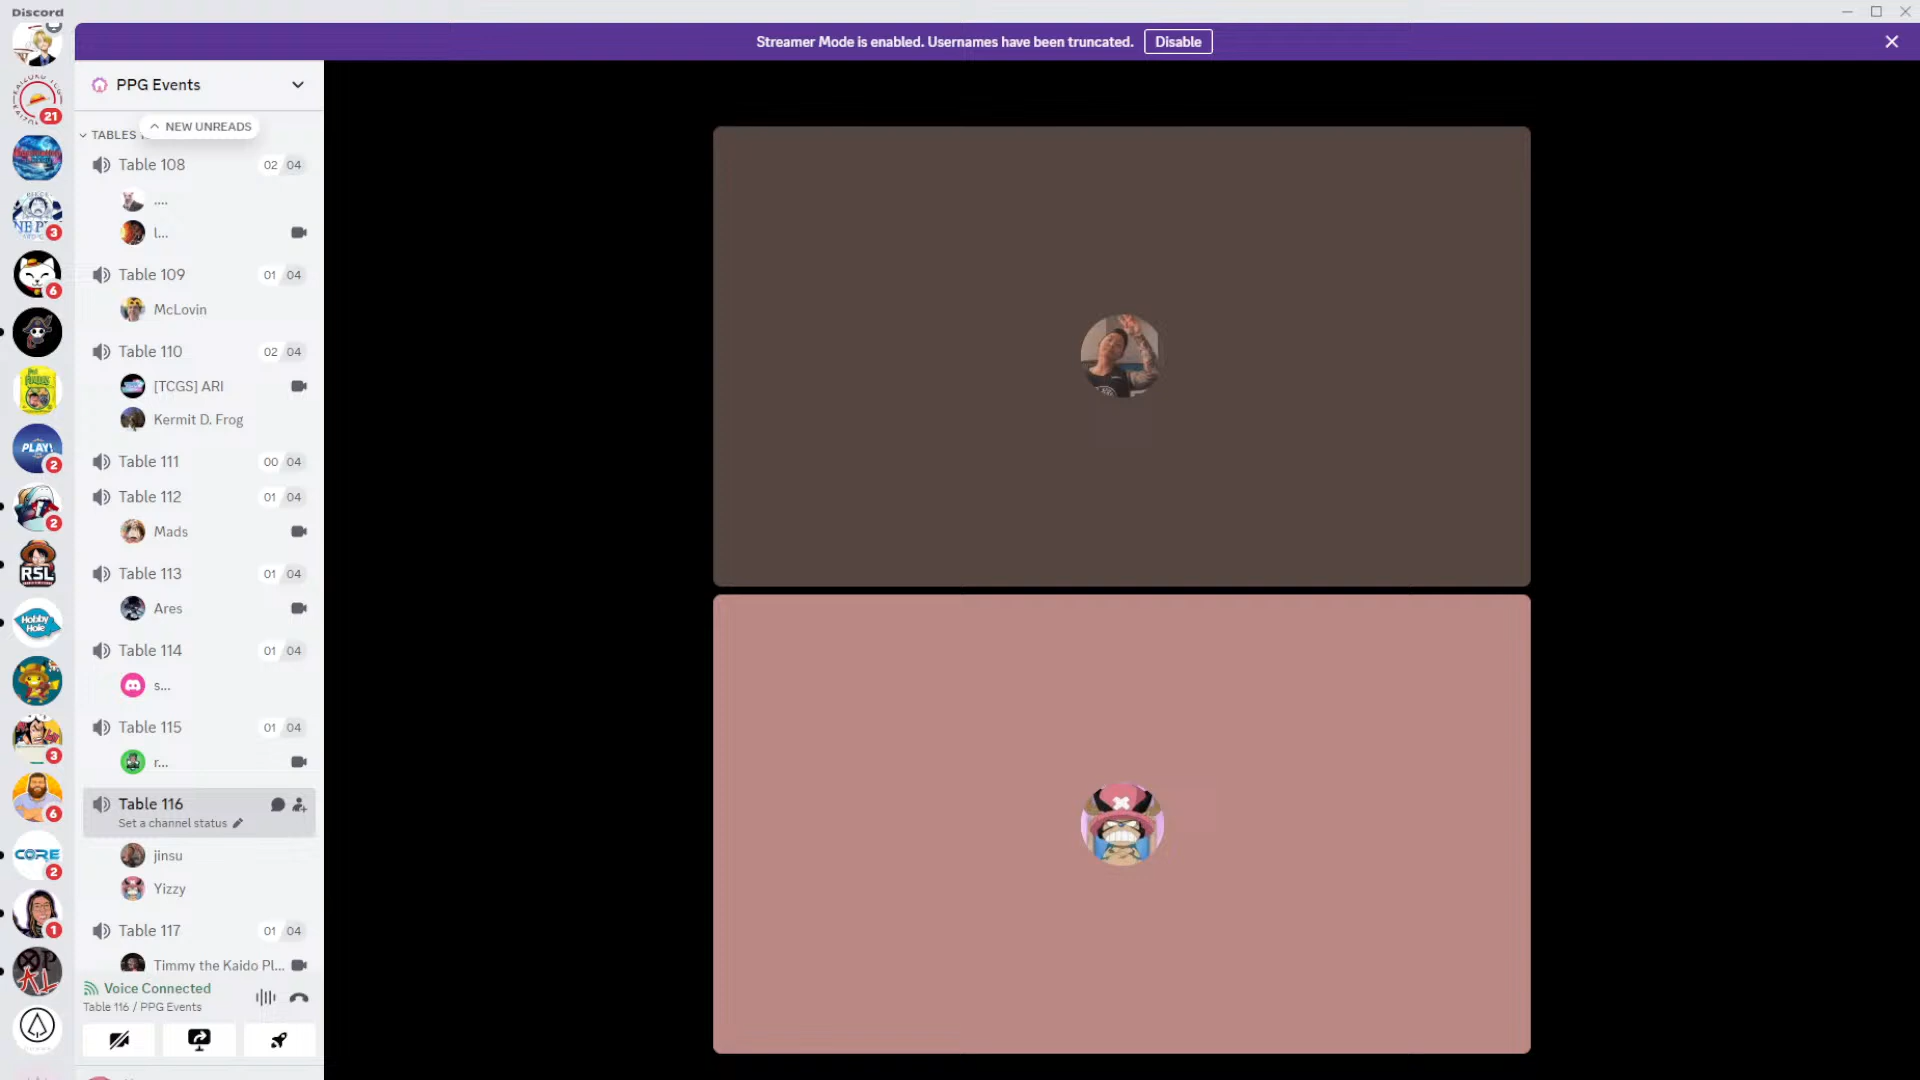 Discord
Streamer Mode is enabled. Usernames have been truncated.
Disable
PPG Events
NEW UNREADS
TABLES
Table 108
02 04
....
l...
Table 109
01 04
McLovin
Table 110
02 04
[TCGS] ARI
Kermit D. Frog
Table 111
00 04
Table 112
01 04
Mads
Table 113
01 04
Ares
Table 114
01 04
s...
Table 115
01 04
r...
Table 116
Set a channel status
jinsu
Yizzy
Table 117
01 04
Timmy the Kaido Pl...
Voice Connected
Table 116 / PPG Events
21
3
6
PLAY!
2
2
RSL
Hobby
Hole
3
6
CORE
2
1